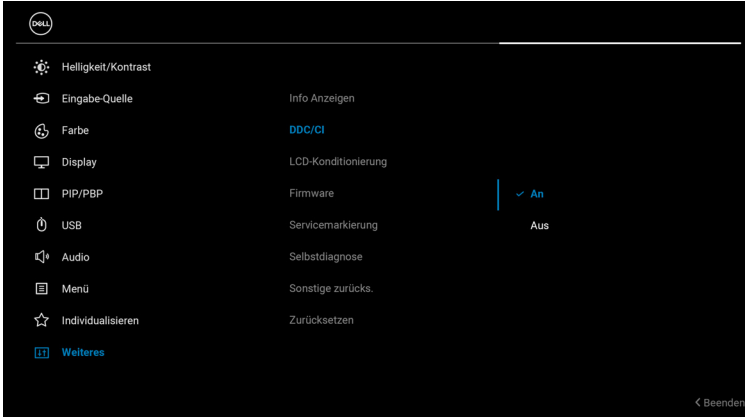 DELL
Helligkeit/Kontrast
Eingabe-Quelle
Farbe
Display
PIP/PBP
USB
Audio
Menü
Individualisieren
Weiteres
Info Anzeigen
DDC/CI
LCD-Konditionierung
Firmware
Servicemarkierung
Selbstdiagnose
Sonstige zurücks.
Zurücksetzen
An
Aus
Beenden